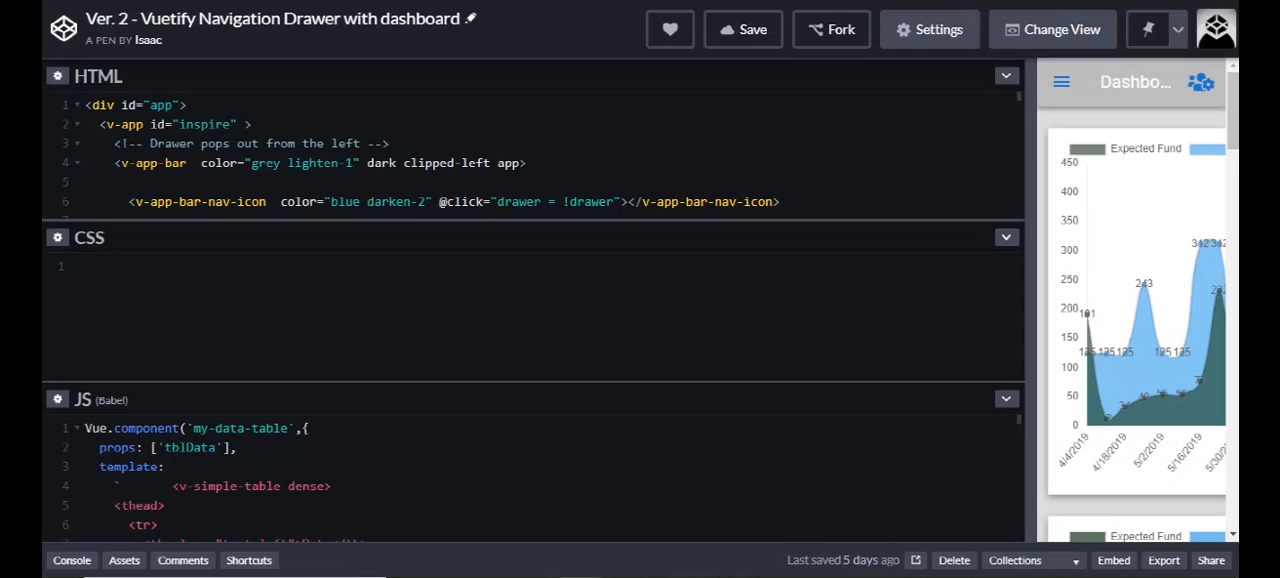 Ver. 2 - Vuetify Navigation Drawer with dashboard
A PEN BY Isaac
Save
Fork
Settings
Change View
HTML
1 <div id="app">
2 <v-app id="inspire" >
3 <!-- Drawer pops out from the left -->
4 <v-app-bar color="grey lighten-1" dark clipped-left app>
5
6 <v-app-bar-nav-icon color="blue darken-2" @click="drawer = !drawer"></v-app-bar-nav-icon>
CSS
1
JS (Babel)
1 Vue.component('my-data-table',{
2 props: ['tblData'],
3 template:
4 ` <v-simple-table dense>
5 <thead>
6 <tr>
Dashbo...
Expected Fund
450
400
350
300
250
200
150
100
50
0
243
125
125
125
4/4/2019
4/18/2019
5/2/2019
5/16/2019
Expected Fund
Console
Assets
Comments
Shortcuts
Last saved 5 days ago
Delete
Collections
Embed
Export
Share